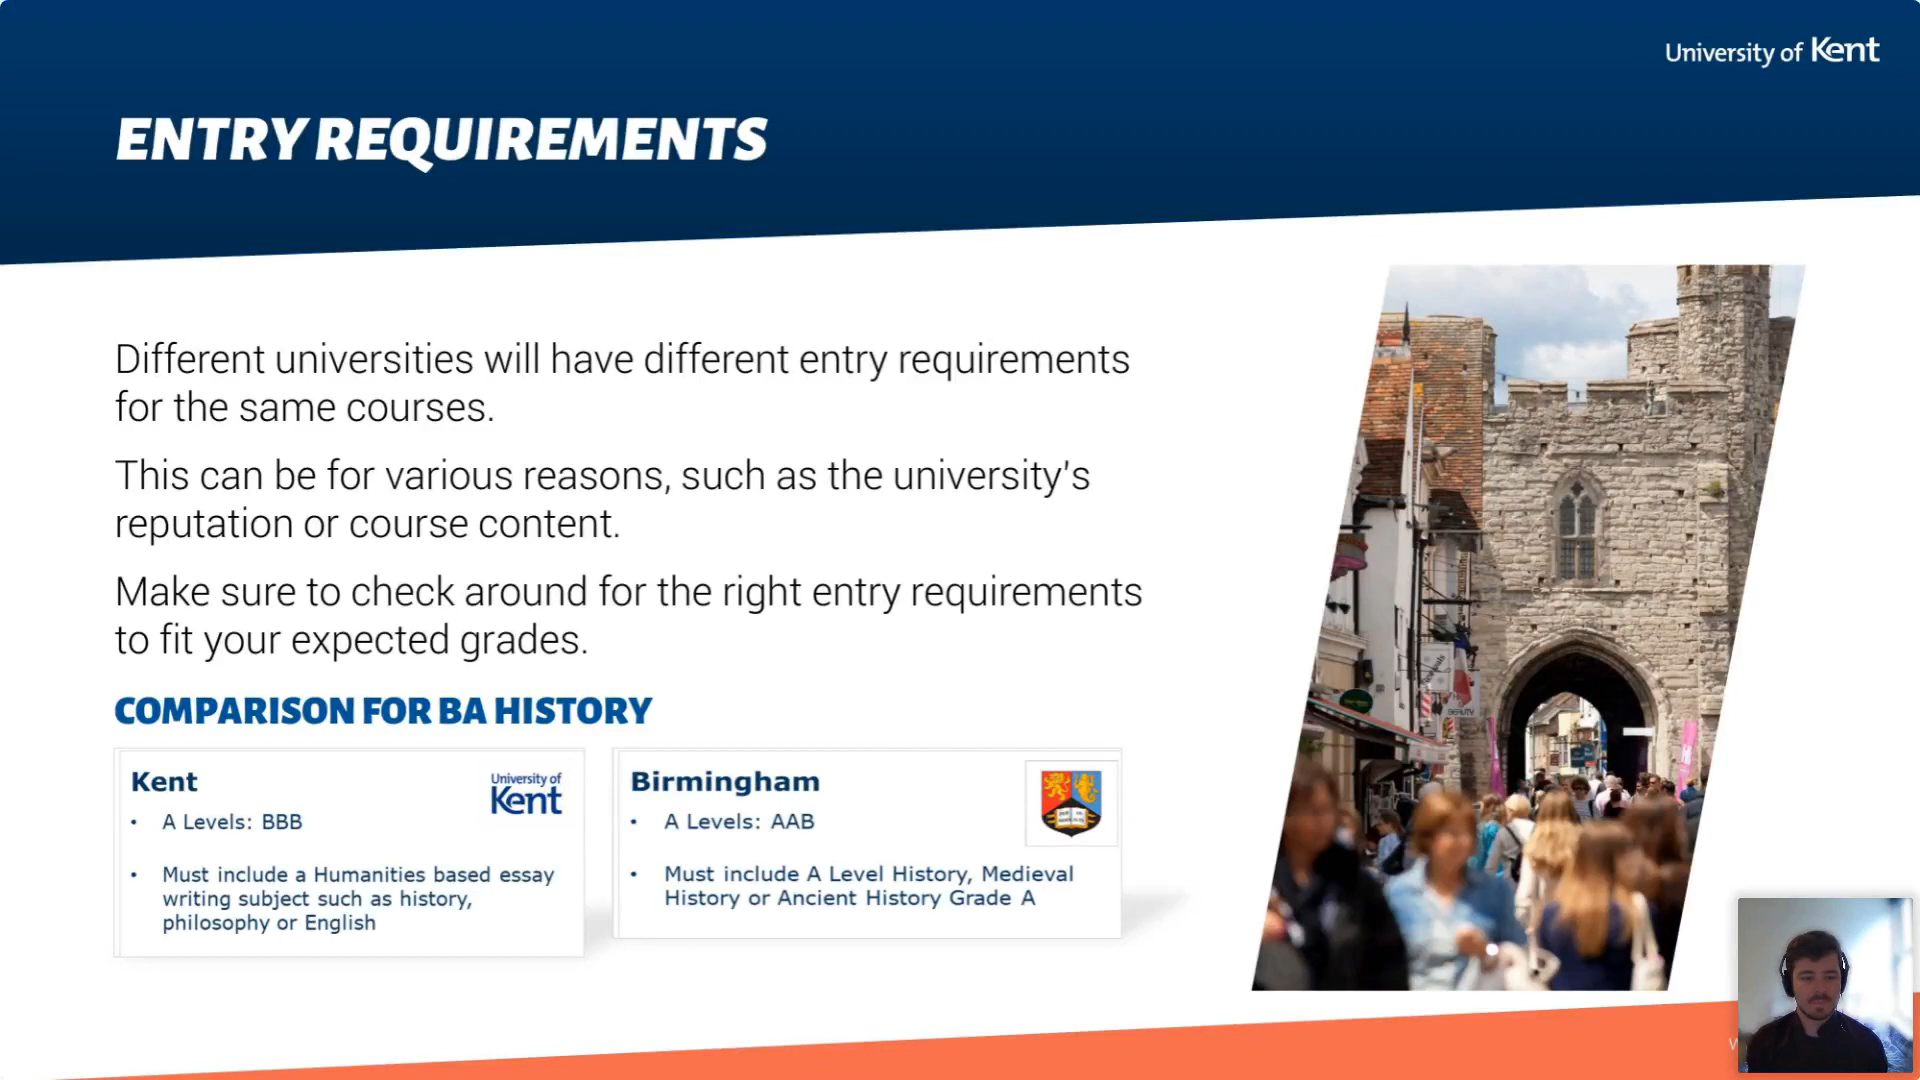 University of Kent
ENTRY REQUIREMENTS
Different universities will have different entry requirements
for the same courses.
This can be for various reasons, such as the university’s
reputation or course content.
Make sure to check around for the right entry requirements
to fit your expected grades.
COMPARISON FOR BA HISTORY
Kent
University of
Kent
• A Levels: BBB
• Must include a Humanities based essay
writing subject such as history,
philosophy or English
Birmingham
• A Levels: AAB
• Must include A Level History, Medieval
History or Ancient History Grade A
BEAUTY